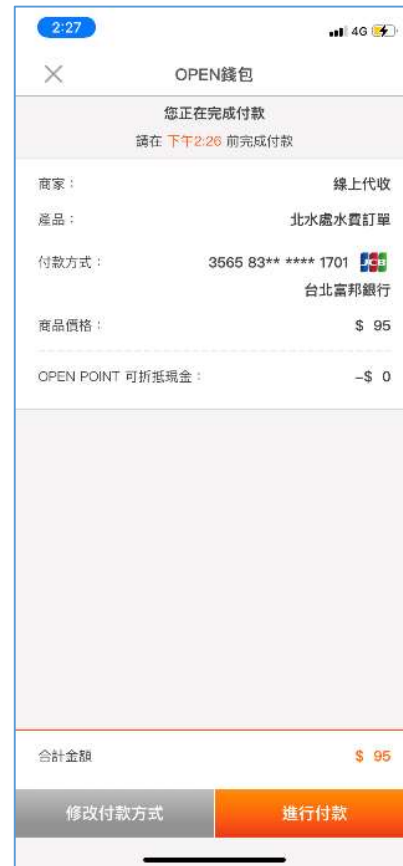 2:27 4G
OPEN錢包
您正在完成付款
請在 下午2:26 前完成付款
商家： 線上代收
產品： 北水處水費訂單
付款方式： 3565 83** **** 1701 JCB
台北富邦銀行
商品價格： $ 95
OPEN POINT 可折抵現金： -$ 0
合計金額 $ 95
修改付款方式 進行付款